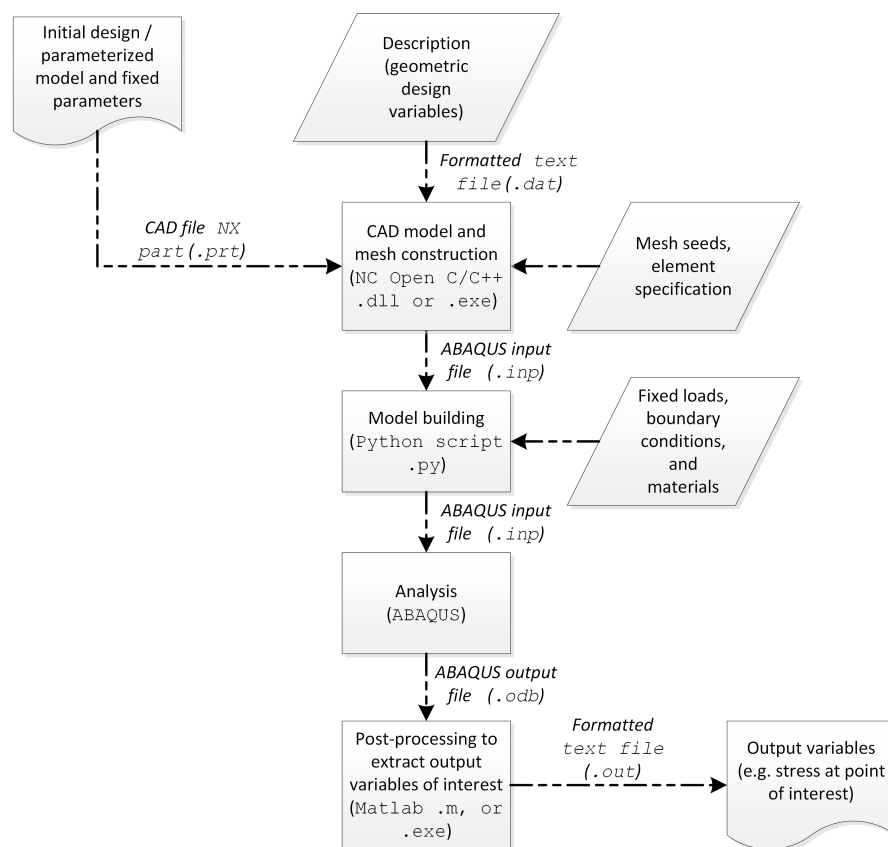 Initial design /
parameterized
model and fixed
parameters
Description
(geometric
design
variables)
Formatted text
file(.dat)
CAD file NX
part(.prt)
CAD model and
mesh construction
(NC Open C/C++
.dll or .exe)
Mesh seeds,
element
specification
ABAQUS input
file (.inp)
Model building
(Python script
.py)
Fixed loads,
boundary
conditions,
and
materials
ABAQUS input
file (.inp)
Analysis
(ABAQUS)
ABAQUS output
file (.odb)
Post-processing to
extract output
variables of interest
(Matlab .m, or
.exe)
Formatted
text file
(.out)
Output variables
(e.g. stress at point
of interest)